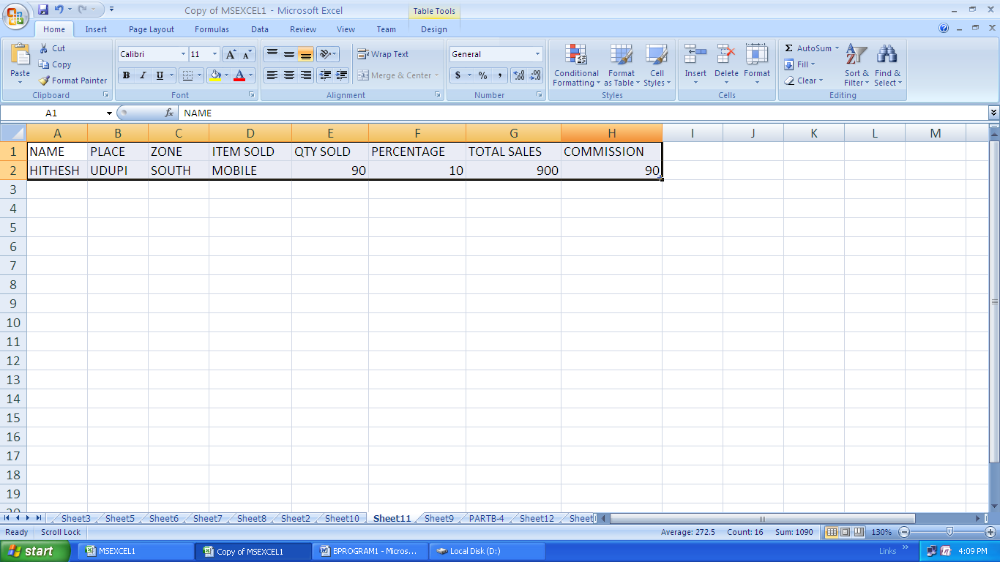 Copy of MSEXCEL1 - Microsoft Excel Table Tools
Home Insert Page Layout Formulas Data Review View Team Design
Paste Cut Copy Format Painter
Clipboard
Calibri 11
B I U
Font
Wrap Text
Merge & Center
Alignment
General
$ % ,
Number
Conditional Formatting Format as Table Cell Styles
Styles
Insert Delete Format
Cells
Σ AutoSum Fill Clear Sort & Filter Find & Select
Editing
A1 fx NAME
A B C D E F G H I J K L M
1 NAME PLACE ZONE ITEM SOLD QTY SOLD PERCENTAGE TOTAL SALES COMMISSION
2 HITHESH UDUPI SOUTH MOBILE 90 10 900 90
3
4
5
6
7
8
9
10
11
12
13
14
15
16
17
18
19
20
Sheet3 Sheet5 Sheet6 Sheet7 Sheet8 Sheet2 Sheet10 Sheet11 Sheet9 PARTB-4 Sheet12 Sheet
Ready Scroll Lock Average: 272.5 Count: 16 Sum: 1090 130%
start MSEXCEL1 Copy of MSEXCEL1 BPROGRAM1 - Micros... Local Disk (D:) Links » 4:09 PM